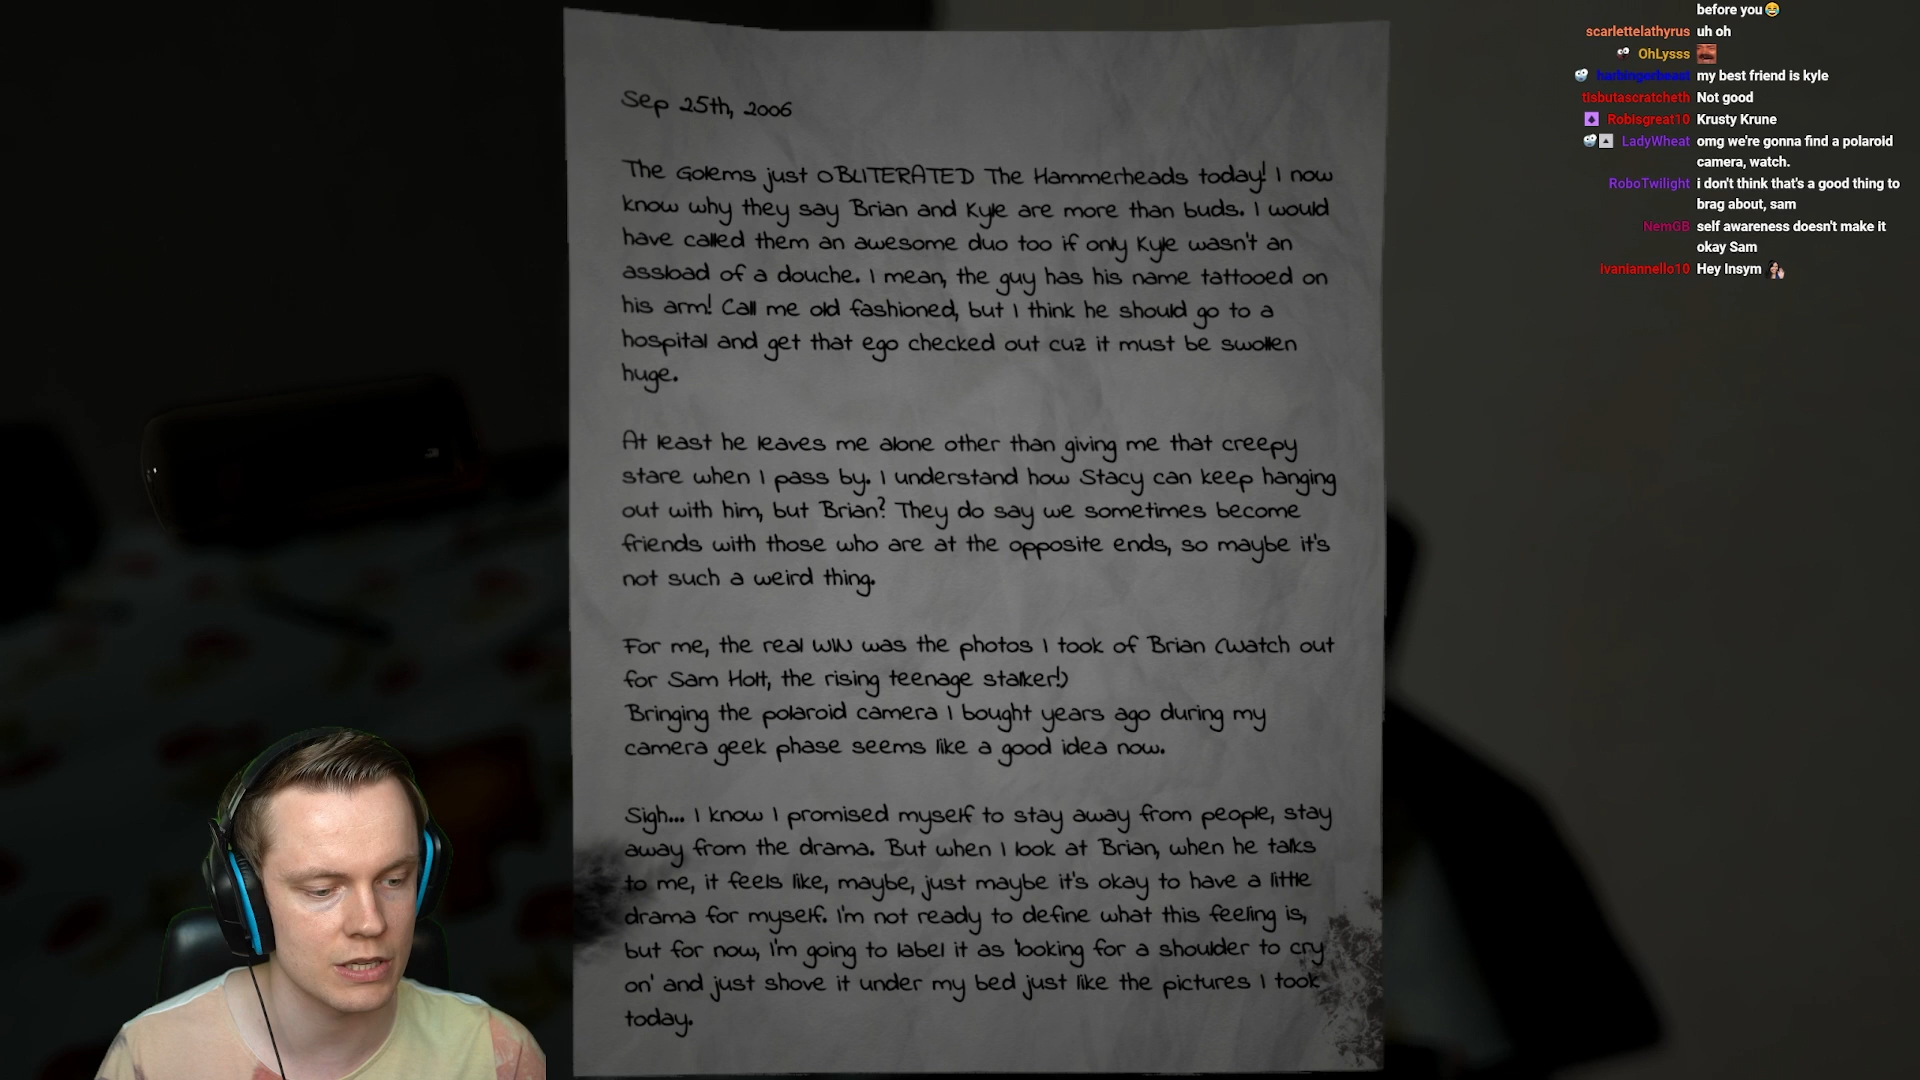 Sep 25th, 2006
The Golems just OBLITERATED The Hammerheads today! I now
know why they say Brian and Kyle are more than buds. I would
have called them an awesome duo too if only Kyle wasn't an
assload of a douche. I mean, the guy has his name tattooed on
his arm! Call me old fashioned, but I think he should go to a
hospital and get that ego checked out cuz it must be swollen
huge.
At least he leaves me alone other than giving me that creepy
stare when I pass by. I understand how Stacy can keep hanging
out with him, but Brian? They do say we sometimes become
friends with those who are at the opposite ends, so maybe it's
not such a weird thing.
For me, the real WIN was the photos I took of Brian (watch out
for Sam Holt, the rising teenage stalker!)
Bringing the polaroid camera I bought years ago during my
camera geek phase seems like a good idea now.
Sigh... I know I promised myself to stay away from people, stay
away from the drama. But when I look at Brian, when he talks
to me, it feels like, maybe, just maybe it's okay to have a little
drama for myself. I'm not ready to define what this feeling is,
but for now, I'm going to label it as 'looking for a shoulder to cry
on' and just shove it under my bed just like the pictures I took
today.
before you
scarlettelathyrus uh oh
OhLysss
harbingerbeast my best friend is kyle
tisbutascratcheth Not good
Robisgreat10 Krusty Krune
LadyWheat omg we're gonna find a polaroid
camera, watch.
RoboTwilight i don't think that's a good thing to
brag about, sam
NemGB self awareness doesn't make it
okay Sam
ivaniannello10 Hey Insym